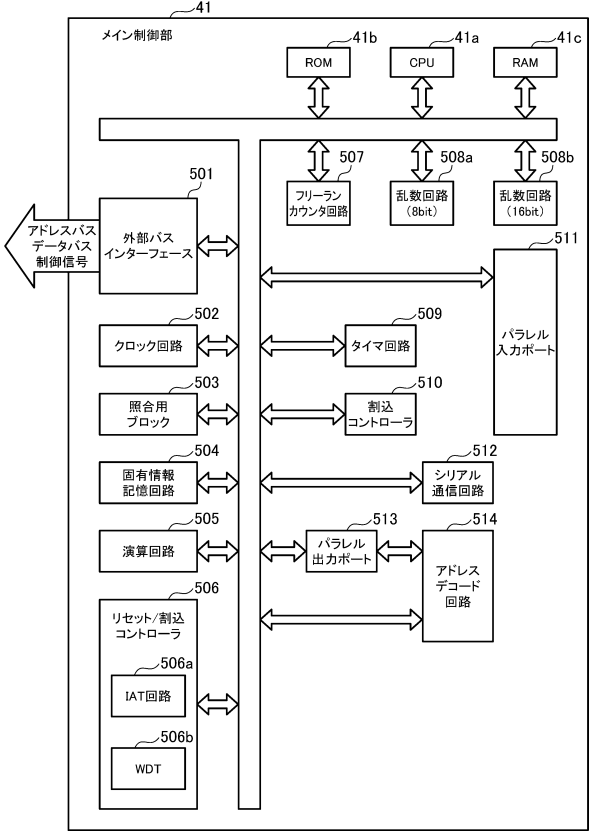 41
メイン制御部
41b
41a
41c
ROM
CPU
RAM
507
508a
508b
フリーラン
カウンタ回路
乱数回路
(8bit)
乱数回路
(16bit)
501
外部バス
インターフェース
アドレスバス
データバス
制御信号
511
パラレル
入力ポート
502
クロック回路
509
タイマ回路
503
照合用
ブロック
510
割込
コントローラ
504
固有情報
記憶回路
512
シリアル
通信回路
505
演算回路
513
パラレル
出力ポート
514
アドレス
デコード
回路
506
リセット/割込
コントローラ
506a
IAT回路
506b
WDT